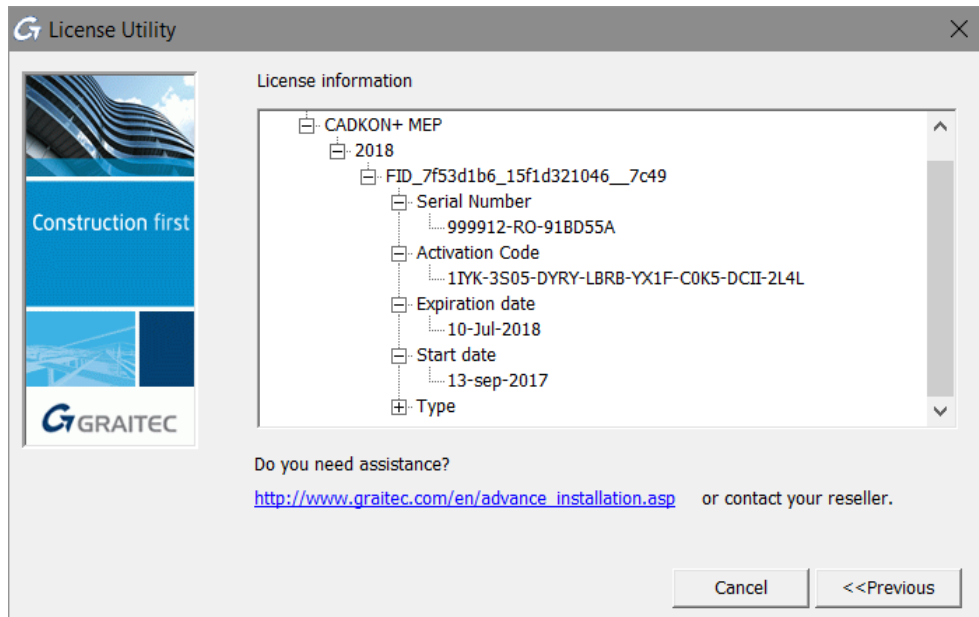 License Utility
License information
CADKON+ MEP
2018
FID_7f53d1b6_15f1d321046__7c49
Serial Number
999912-RO-91BD55A
Activation Code
1IYK-3S05-DYRY-LBRB-YX1F-C0K5-DCII-2L4L
Expiration date
10-Jul-2018
Start date
13-sep-2017
Type
Construction first
GRAITEC
Do you need assistance?
http://www.graitec.com/en/advance_installation.asp or contact your reseller.
Cancel <<Previous